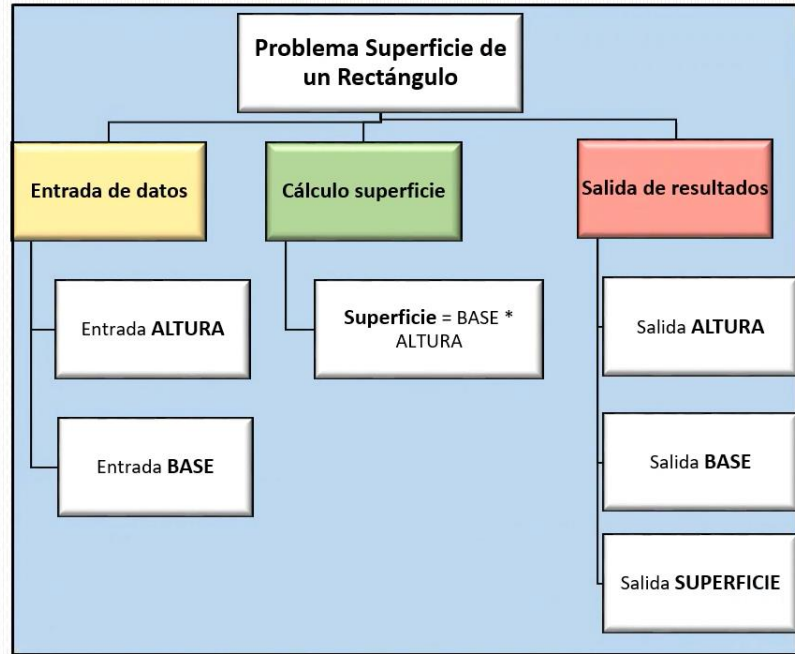 Problema Superficie de
un Rectángulo
Entrada de datos
Cálculo superficie
Salida de resultados
Entrada ALTURA
Superficie = BASE *
ALTURA
Salida ALTURA
Entrada BASE
Salida BASE
Salida SUPERFICIE